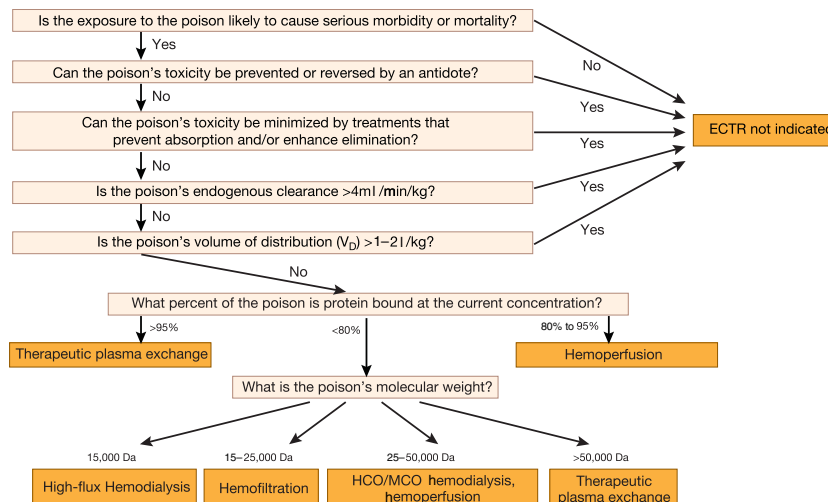 Is the exposure to the poison likely to cause serious morbidity or mortality?
Yes
No
Can the poison's toxicity be prevented or reversed by an antidote?
No
Yes
Can the poison's toxicity be minimized by treatments that
prevent absorption and/or enhance elimination?
ECTR not indicated
Yes
No
Is the poison's endogenous clearance >4ml/min/kg?
Yes
No
Is the poison's volume of distribution (VD) >1–2l/kg?
Yes
No
What percent of the poison is protein bound at the current concentration?
>95%
<80%
80% to 95%
Therapeutic plasma exchange
Hemoperfusion
What is the poison's molecular weight?
15,000 Da
15–25,000 Da
25–50,000 Da
>50,000 Da
High-flux Hemodialysis
Hemofiltration
HCO/MCO hemodialysis,
hemoperfusion
Therapeutic
plasma exchange